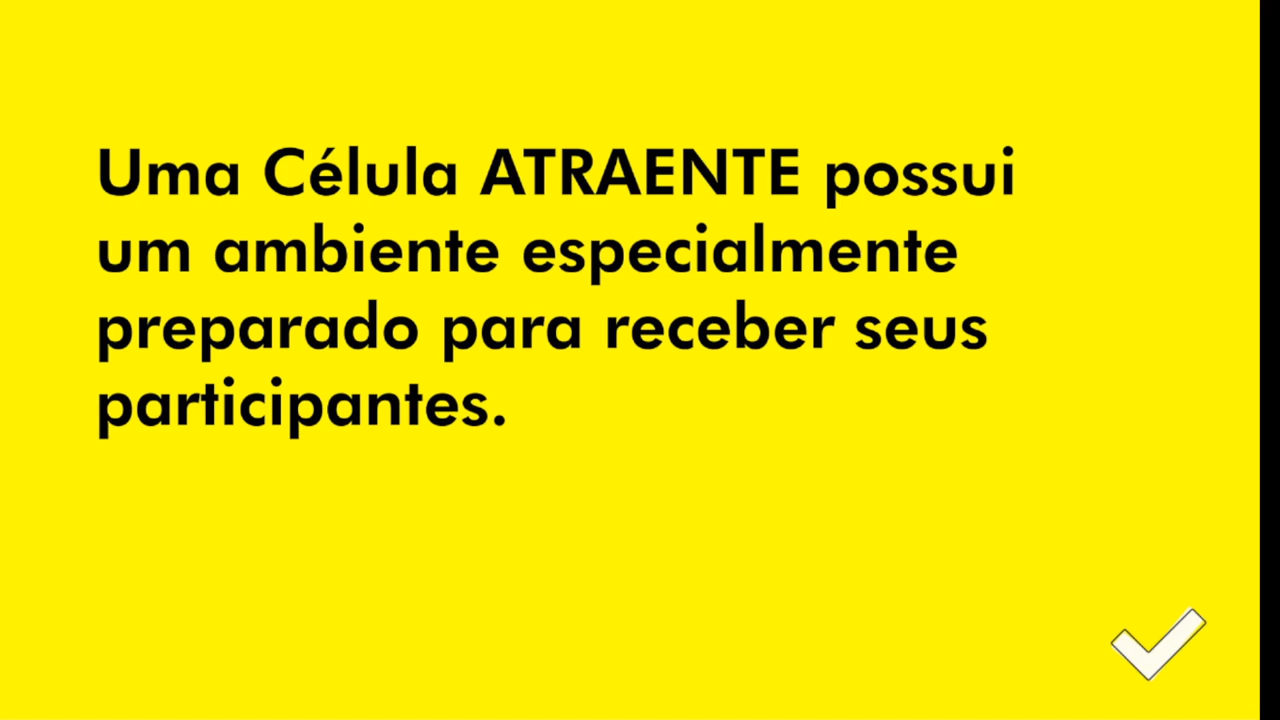 Uma Célula ATRAENTE possui
um ambiente especialmente
preparado para receber seus
participantes.